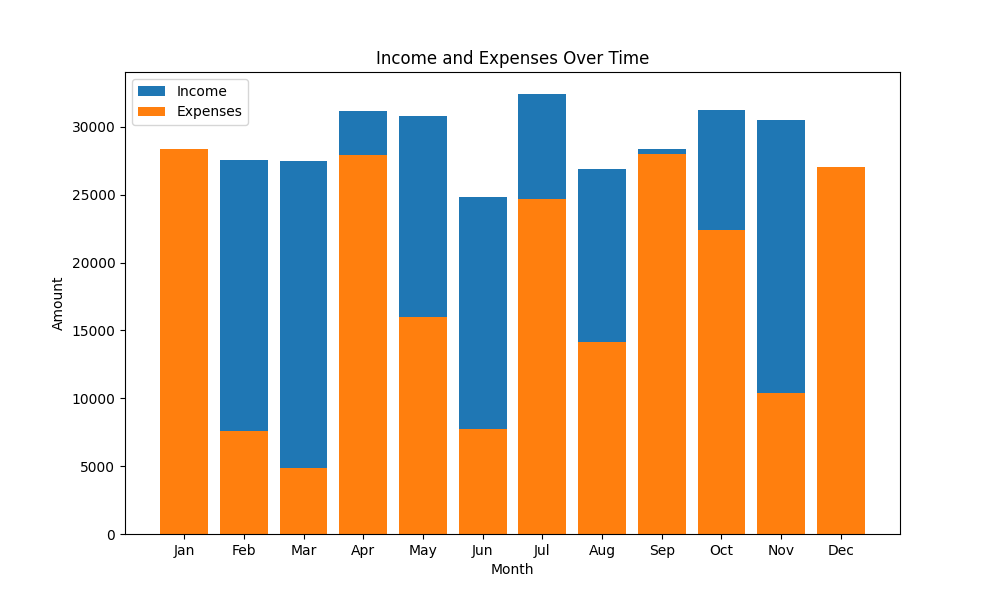 Income and Expenses Over Time
Income
Expenses
30000
25000
20000
15000
10000
5000
0
Amount
Jan Feb Mar Apr May Jun Jul Aug Sep Oct Nov Dec
Month